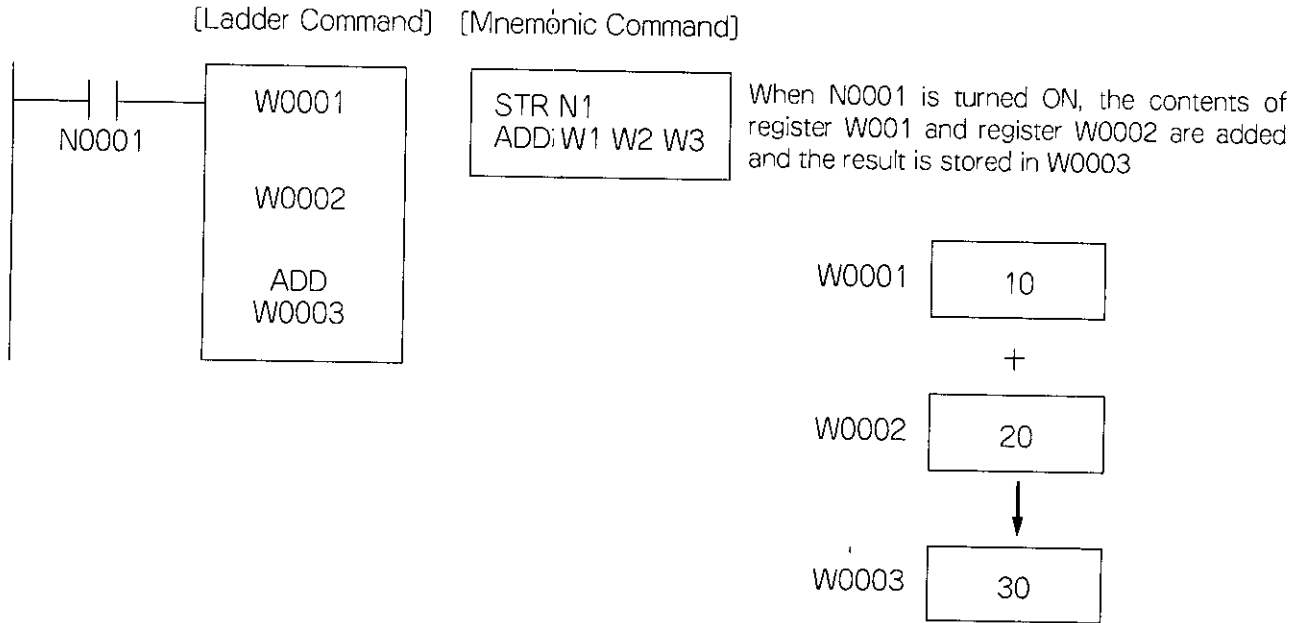 [Ladder Command] [Mnemonic Command]
N0001
W0001
W0002
ADD
W0003
STR N1
ADD W1 W2 W3
When N0001 is turned ON, the contents of
register W001 and register W0002 are added
and the result is stored in W0003
W0001 10
+
W0002 20
W0003 30